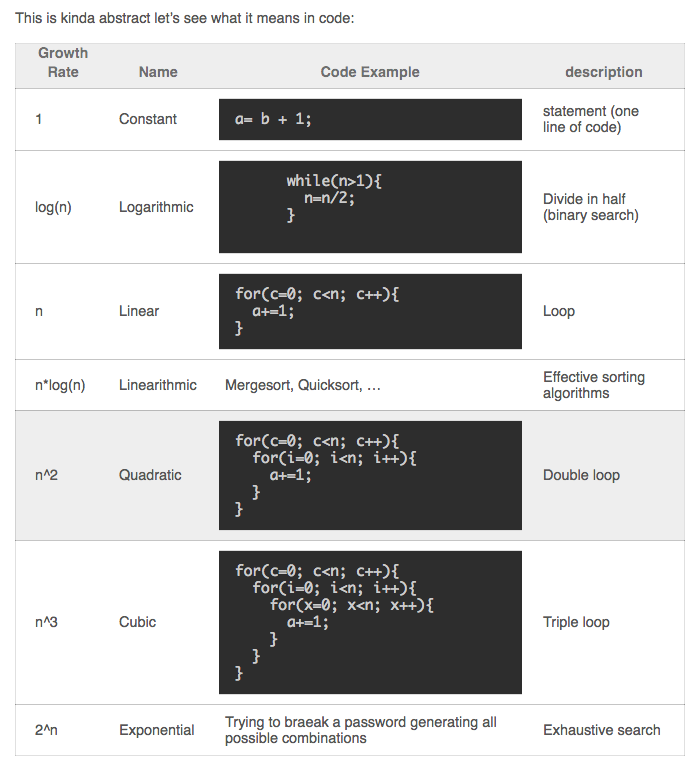 This is kinda abstract let's see what it means in code:
Growth
Rate
Name
Code Example
description
1
Constant
a= b + 1;
statement (one
line of code)
log(n)
Logarithmic
while(n>1){
n=n/2;
}
Divide in half
(binary search)
n
Linear
for(c=0; c<n; c++){
a+=1;
}
Loop
n*log(n)
Linearithmic
Mergesort, Quicksort, …
Effective sorting
algorithms
n^2
Quadratic
for(c=0; c<n; c++){
for(i=0; i<n; i++){
a+=1;
}
}
Double loop
n^3
Cubic
for(c=0; c<n; c++){
for(i=0; i<n; i++){
for(x=0; x<n; x++){
a+=1;
}
}
}
Triple loop
2^n
Exponential
Trying to braeak a password generating all
possible combinations
Exhaustive search